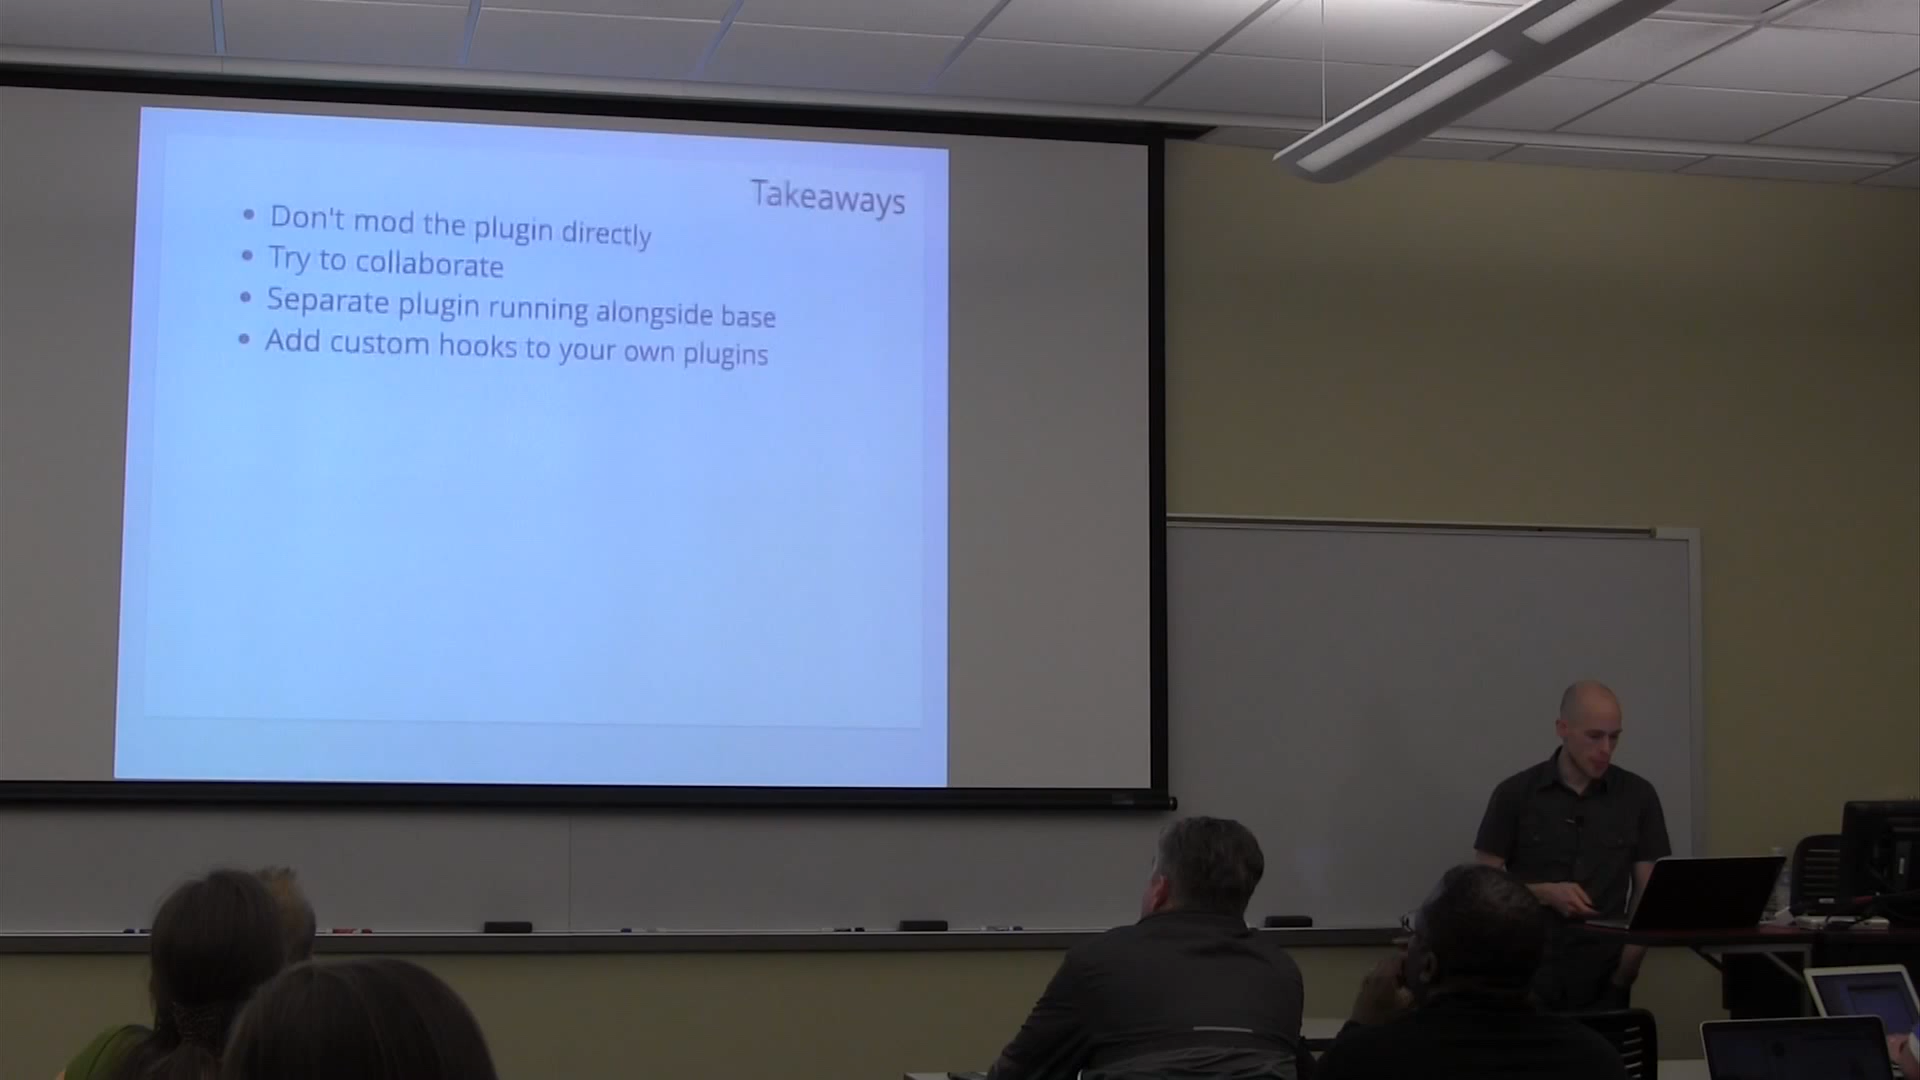 Takeaways
• Don't mod the plugin directly
• Try to collaborate
• Separate plugin running alongside base
• Add custom hooks to your own plugins